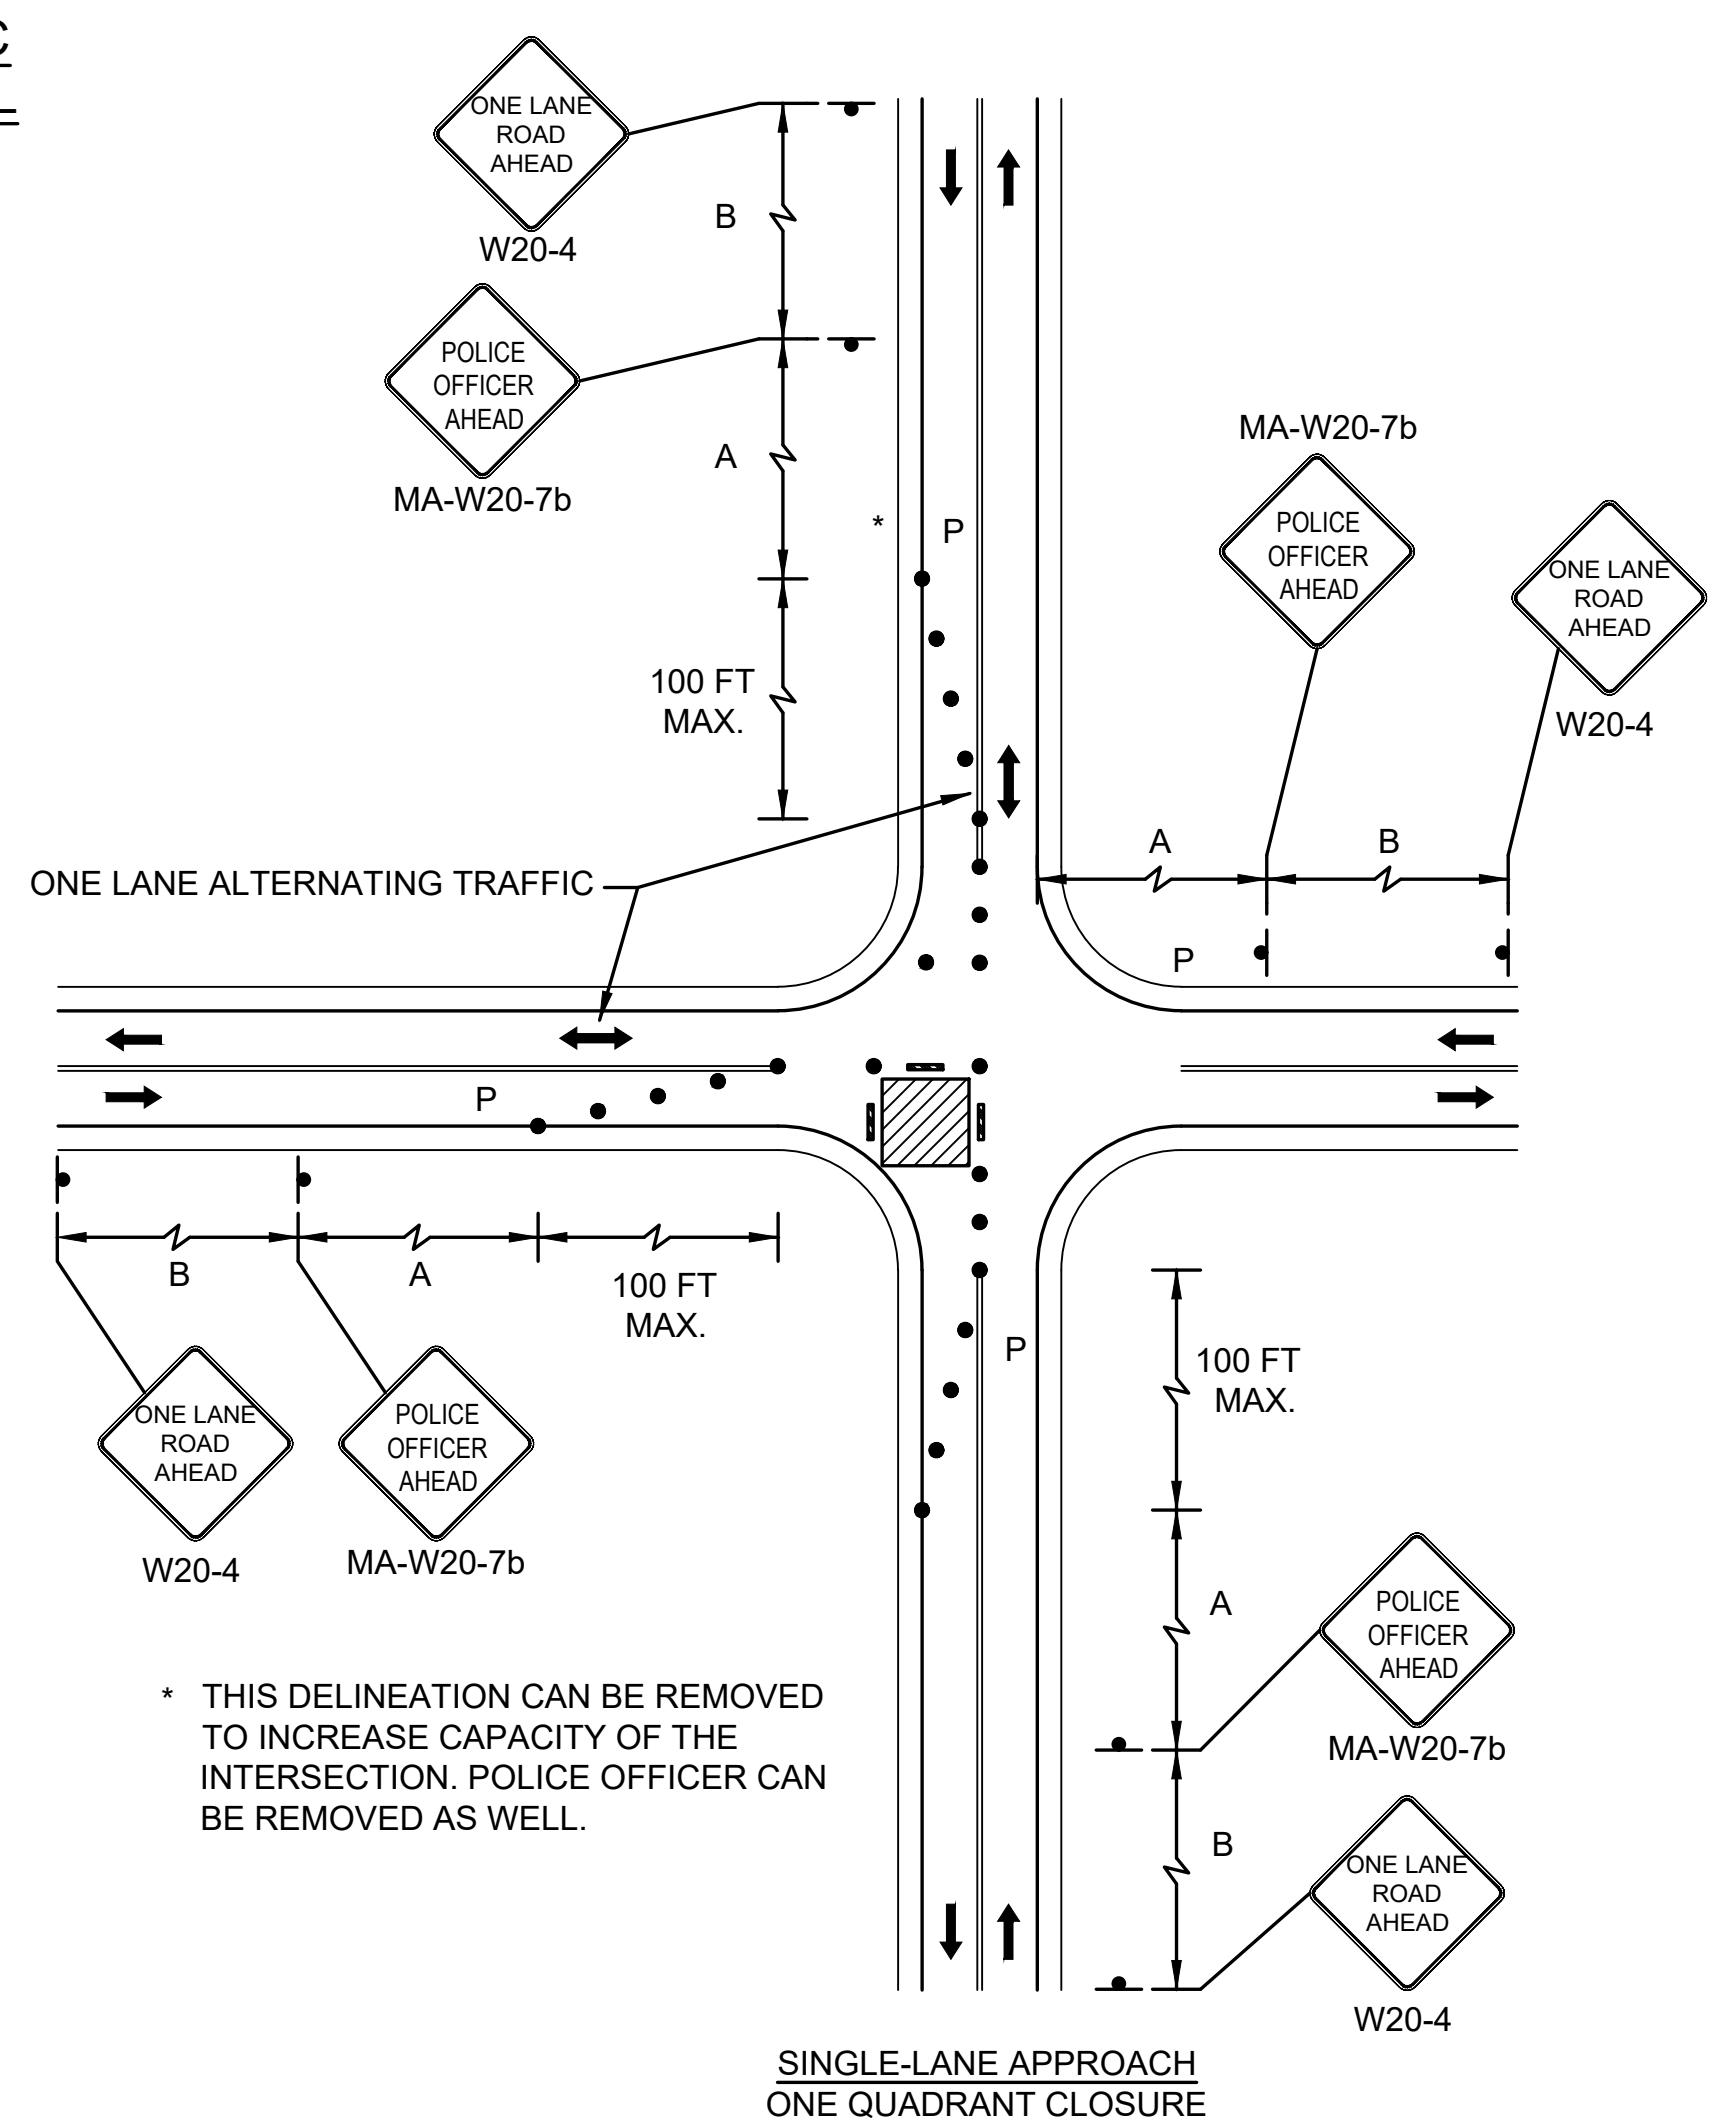 C
ONE LANE
ROAD
AHEAD
W20-4
B
POLICE
OFFICER
AHEAD
MA-W20-7b
A
*
P
100 FT
MAX.
MA-W20-7b
POLICE
OFFICER
AHEAD
ONE LANE
ROAD
AHEAD
W20-4
A
B
P
ONE LANE ALTERNATING TRAFFIC
P
B
A
100 FT
MAX.
ONE LANE
ROAD
AHEAD
W20-4
POLICE
OFFICER
AHEAD
MA-W20-7b
P
100 FT
MAX.
A
POLICE
OFFICER
AHEAD
MA-W20-7b
B
ONE LANE
ROAD
AHEAD
W20-4
* THIS DELINEATION CAN BE REMOVED
TO INCREASE CAPACITY OF THE
INTERSECTION. POLICE OFFICER CAN
BE REMOVED AS WELL.
SINGLE-LANE APPROACH
ONE QUADRANT CLOSURE